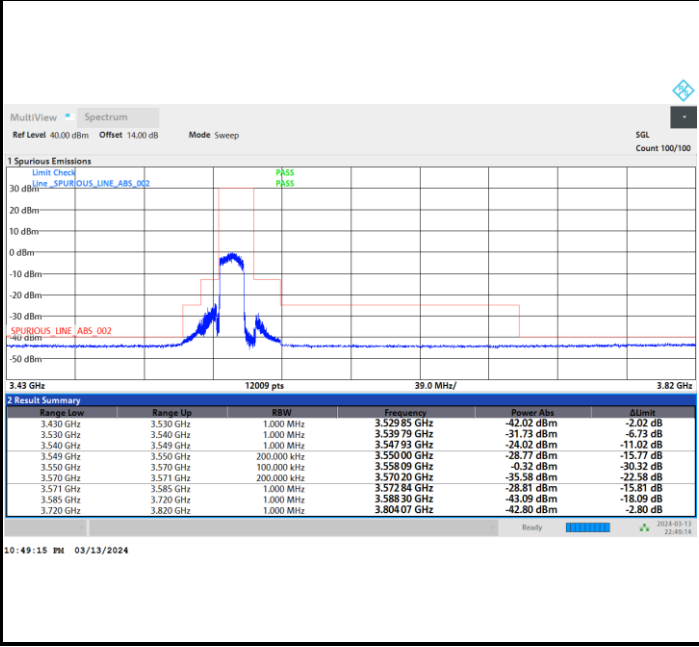 MultiView Spectrum
Ref Level 40.00 dBm Offset 14.00 dB Mode Sweep SGL
Count 100/100
1 Spurious Emissions
Limit Check PASS
Line _SPURIOUS_LINE_ABS_002 PASS
30 dBm
20 dBm
10 dBm
0 dBm
-10 dBm
-20 dBm
-30 dBm
_SPURIOUS_LINE_ABS_002
-40 dBm
-50 dBm
3.43 GHz 12009 pts 39.0 MHz/ 3.82 GHz
2 Result Summary
Range Low Range Up RBW Frequency Power Abs ΔLimit
3.430 GHz 3.530 GHz 1.000 MHz 3.529 85 GHz -42.02 dBm -2.02 dB
3.530 GHz 3.540 GHz 1.000 MHz 3.539 79 GHz -31.73 dBm -6.73 dB
3.540 GHz 3.549 GHz 1.000 MHz 3.547 93 GHz -24.02 dBm -11.02 dB
3.549 GHz 3.550 GHz 200.000 kHz 3.550 00 GHz -28.77 dBm -15.77 dB
3.550 GHz 3.570 GHz 100.000 kHz 3.558 09 GHz -0.32 dBm -30.32 dB
3.570 GHz 3.571 GHz 200.000 kHz 3.570 20 GHz -35.58 dBm -22.58 dB
3.571 GHz 3.585 GHz 1.000 MHz 3.572 84 GHz -28.81 dBm -15.81 dB
3.585 GHz 3.720 GHz 1.000 MHz 3.588 30 GHz -43.09 dBm -18.09 dB
3.720 GHz 3.820 GHz 1.000 MHz 3.804 07 GHz -42.80 dBm -2.80 dB
Ready 2024-03-13
22:49:14
10:49:15 PM 03/13/2024